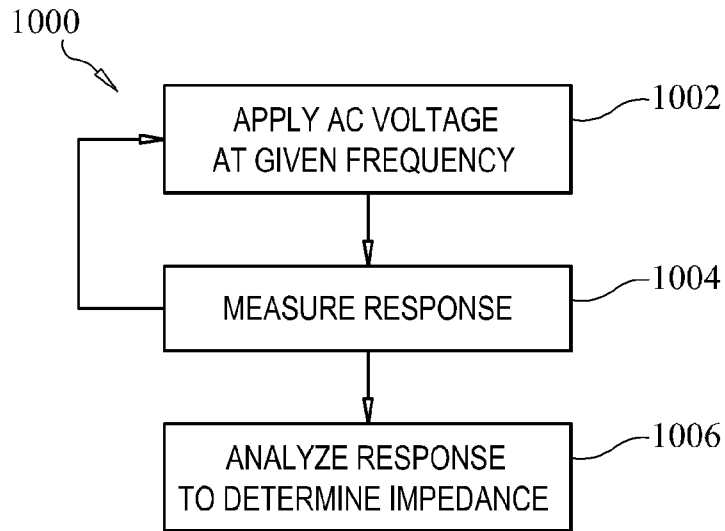 1000
APPLY AC VOLTAGE
AT GIVEN FREQUENCY
1002
MEASURE RESPONSE
1004
ANALYZE RESPONSE
TO DETERMINE IMPEDANCE
1006